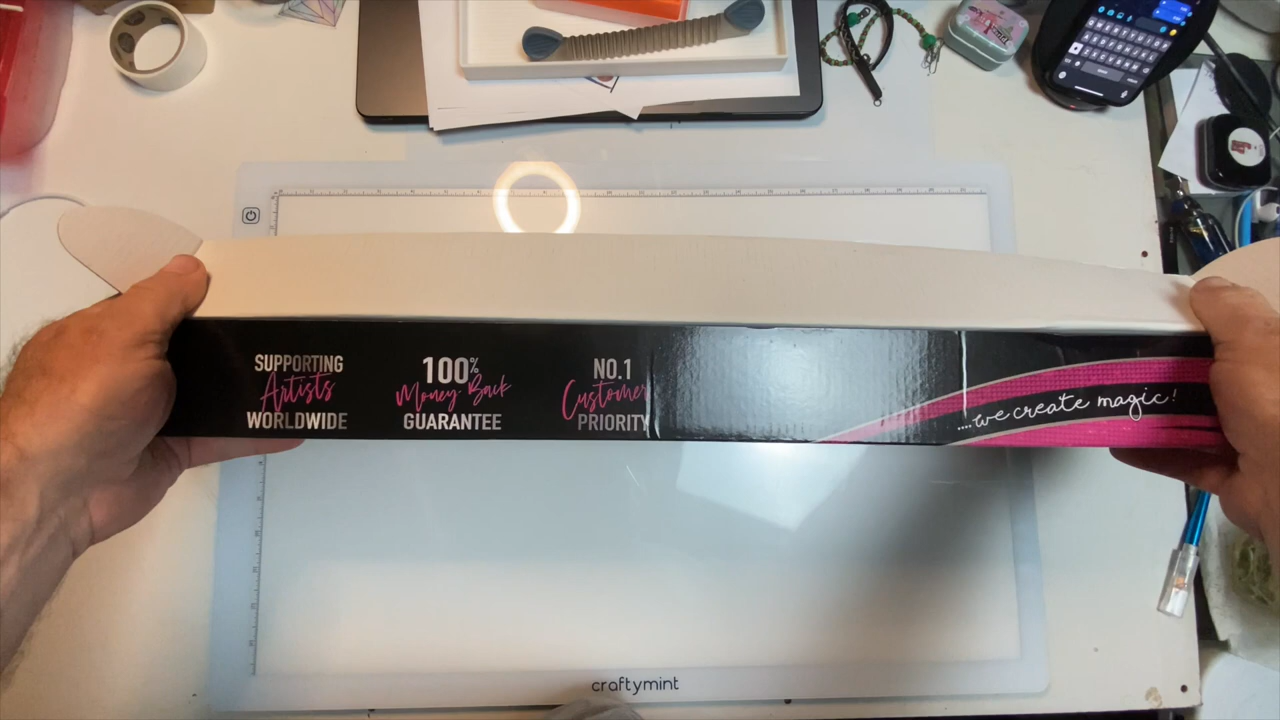 SUPPORTING
Artists
WORLDWIDE
100%
Money Back
GUARANTEE
NO.1
Customer
PRIORITY
....we create magic!
craftymint